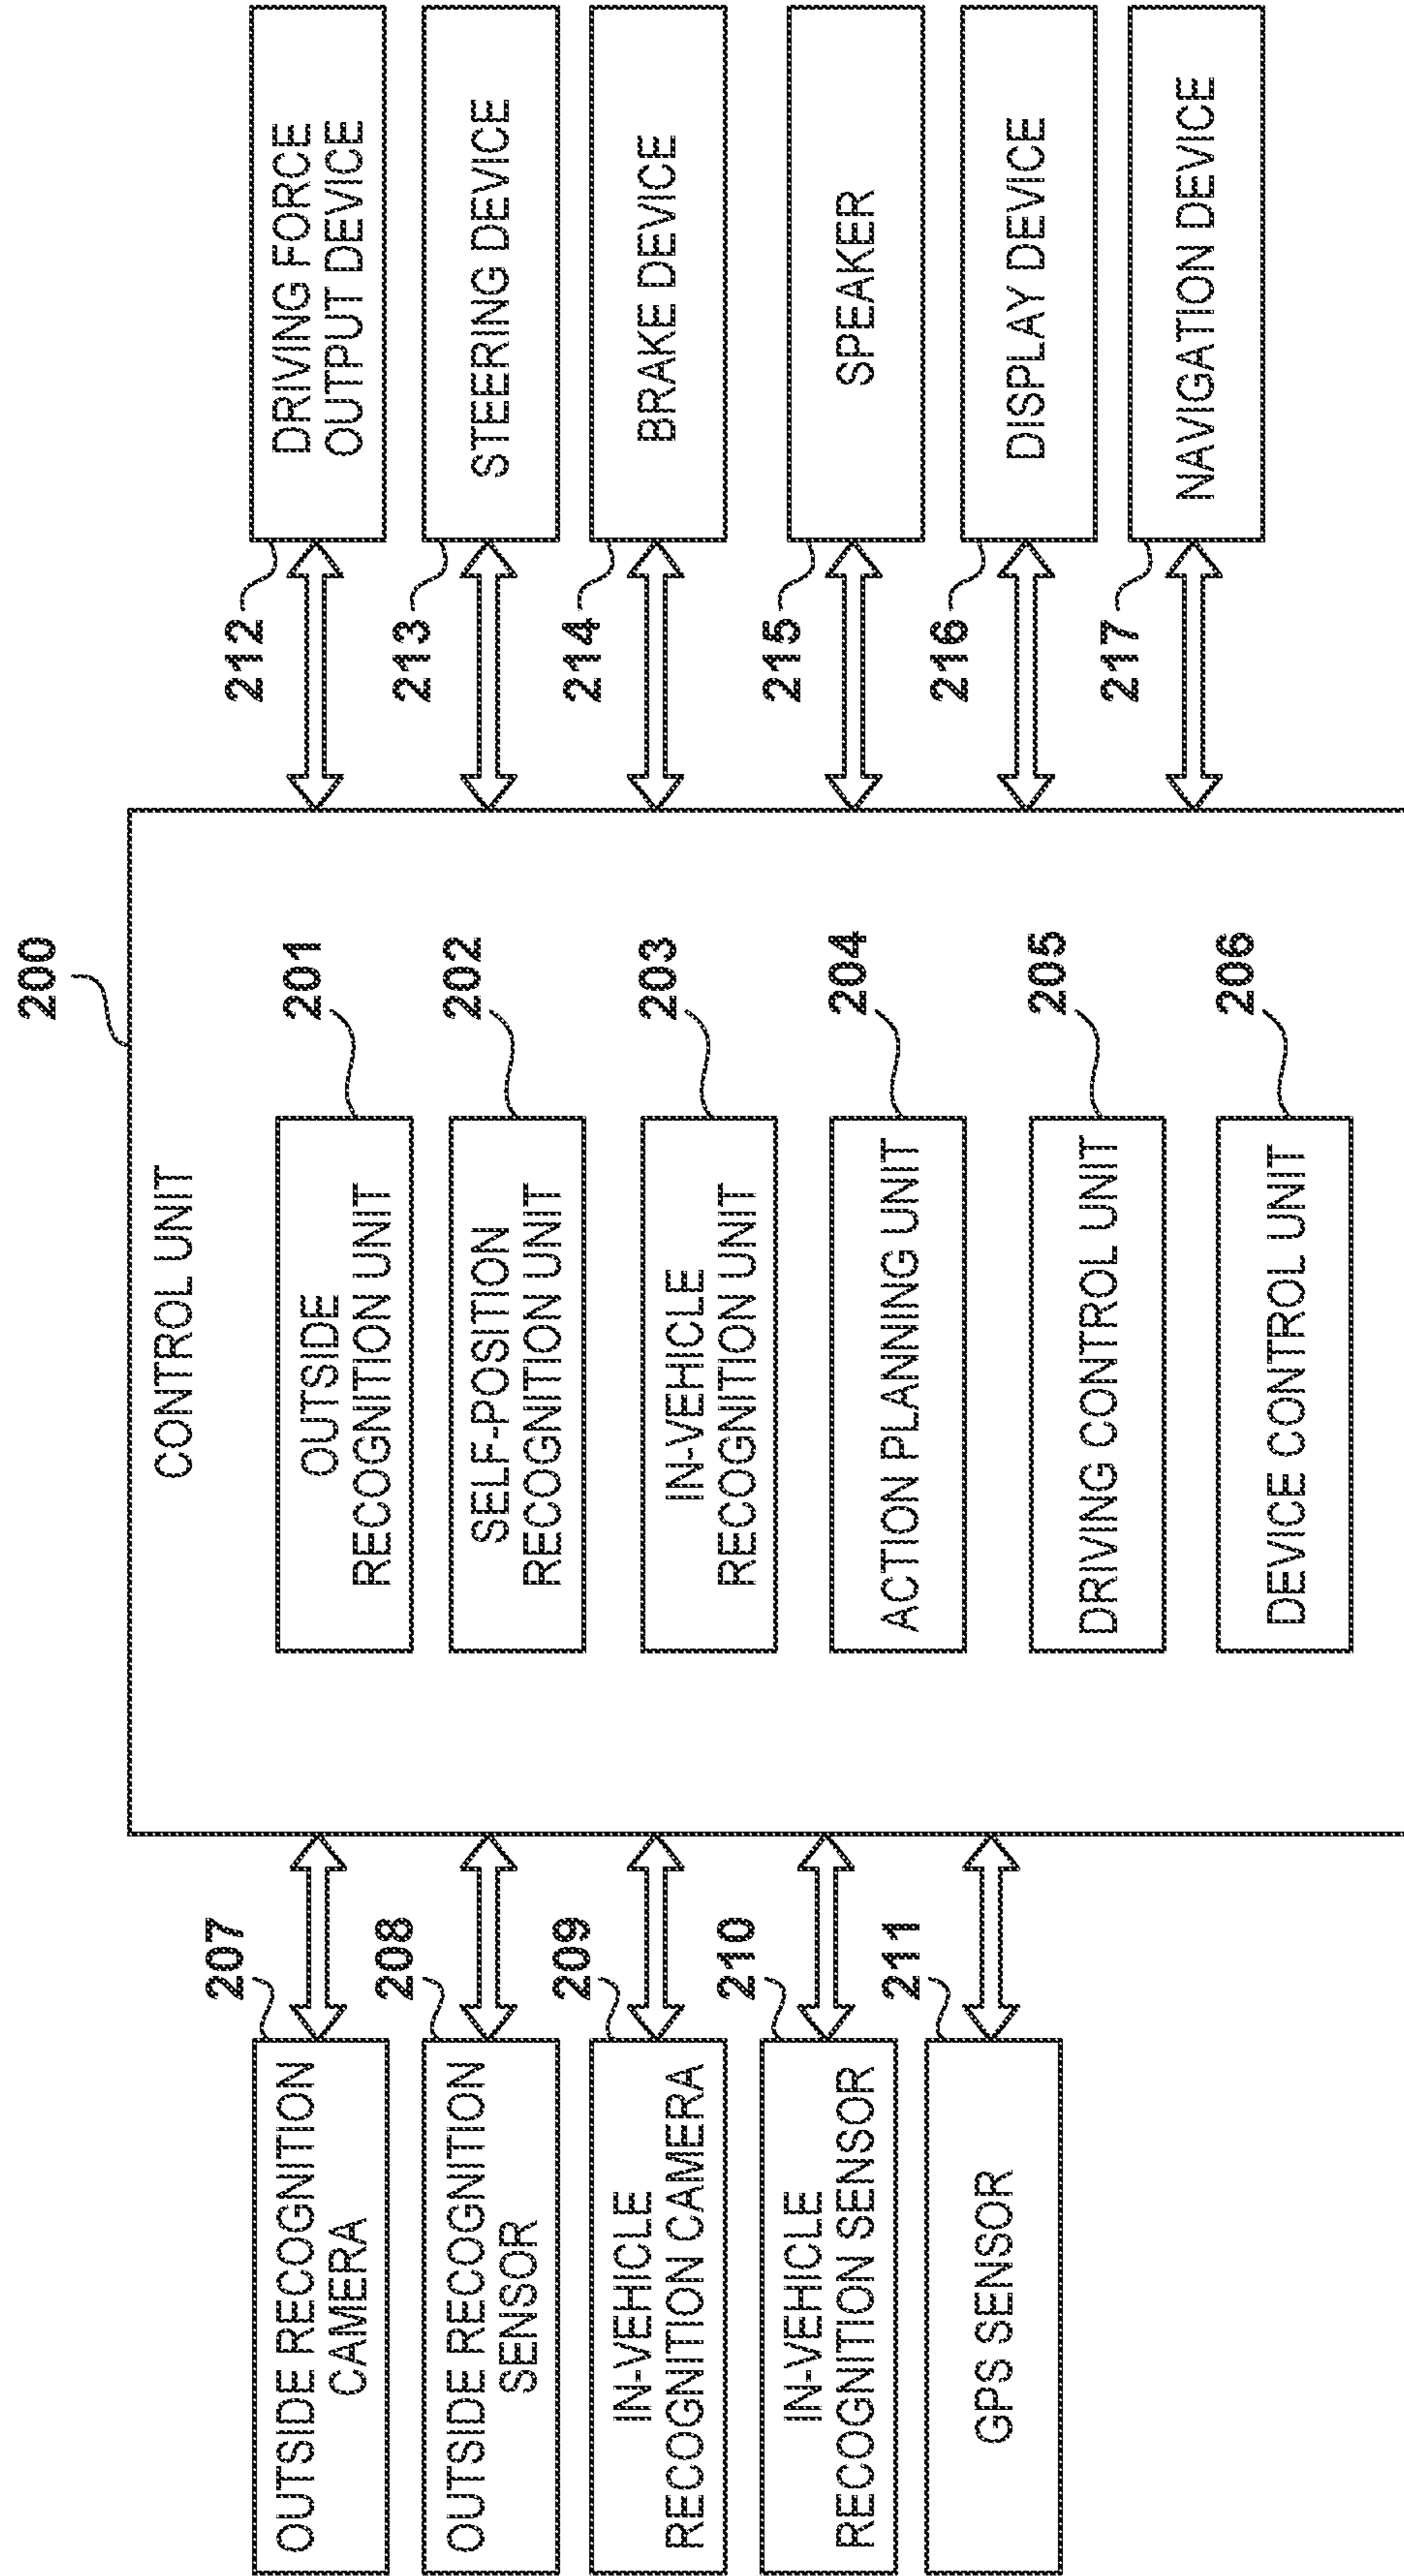 200
CONTROL UNIT
207
OUTSIDE RECOGNITION
CAMERA
208
OUTSIDE RECOGNITION
SENSOR
209
IN-VEHICLE
RECOGNITION CAMERA
210
IN-VEHICLE
RECOGNITION SENSOR
211
GPS SENSOR
201
OUTSIDE
RECOGNITION UNIT
202
SELF-POSITION
RECOGNITION UNIT
203
IN-VEHICLE
RECOGNITION UNIT
204
ACTION PLANNING UNIT
205
DRIVING CONTROL UNIT
206
DEVICE CONTROL UNIT
212
DRIVING FORCE
OUTPUT DEVICE
213
STEERING DEVICE
214
BRAKE DEVICE
215
SPEAKER
216
DISPLAY DEVICE
217
NAVIGATION DEVICE